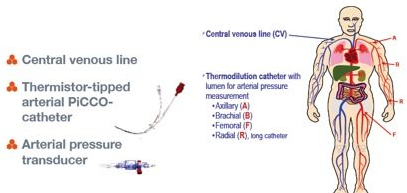 Central venous line
Thermistor-tipped
arterial PiCCO-
catheter
Arterial pressure
transducer
Central venous line (CV)
Thermodilution catheter with
lumen for arterial pressure
measurement
•Axillary (A)
•Brachial (B)
•Femoral (F)
•Radial (R), long catheter
A
B
R
F